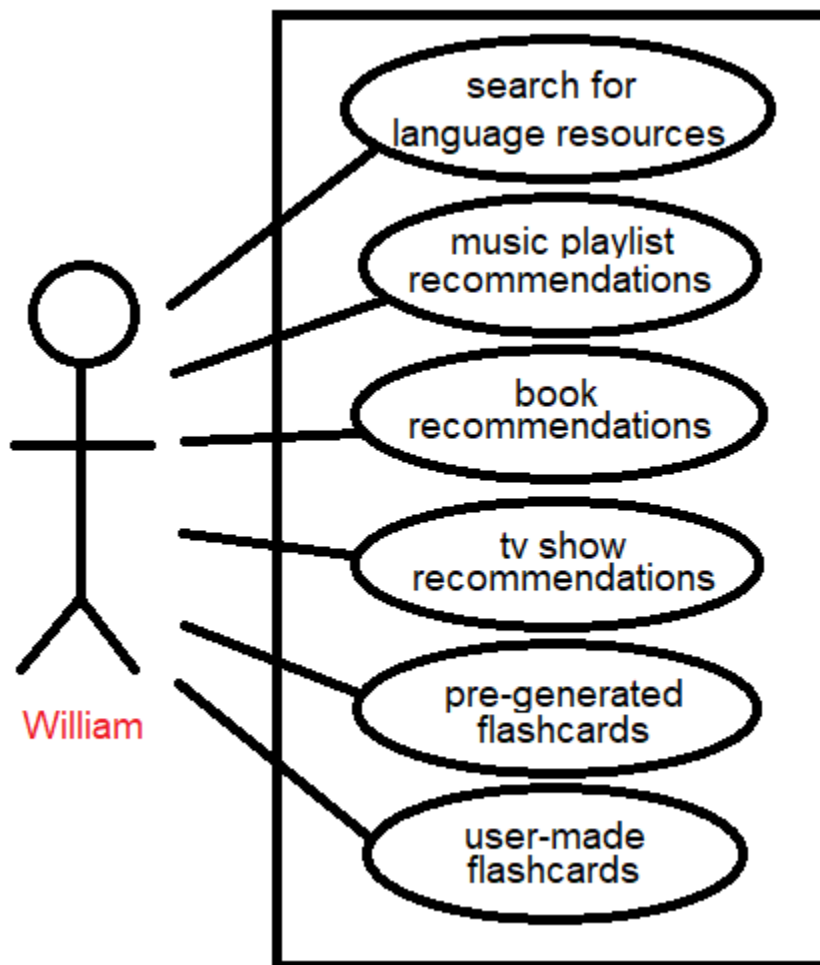 search for
language resources
music playlist
recommendations
book
recommendations
tv show
recommendations
pre-generated
flashcards
user-made
flashcards
William